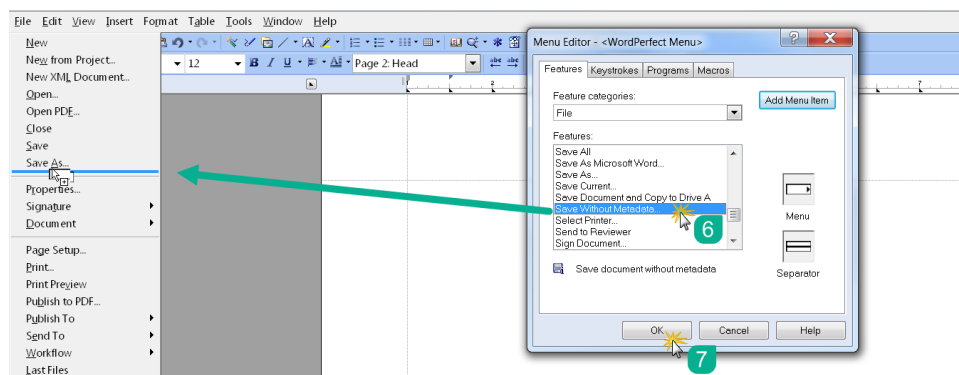 File Edit View Insert Format Table Tools Window Help
New
New from Project...
New XML Document...
Open...
Open PDF...
Close
Save
Save As...
Properties...
Signature
Document
Page Setup...
Print...
Print Preview
Publish to PDF...
Publish To
Send To
Workflow
Last Files
12
B I U
Page 2: Head
abc abc
Menu Editor - <WordPerfect Menu>
?
X
Features Keystrokes Programs Macros
Feature categories:
File
Add Menu Item
Features:
Save All
Save As Microsoft Word...
Save As...
Save Current...
Save Document and Copy to Drive A
Save Without Metadata...
Select Printer...
Send to Reviewer
Sign Document...
6
Menu
Separator
Save document without metadata
OK Cancel Help
7